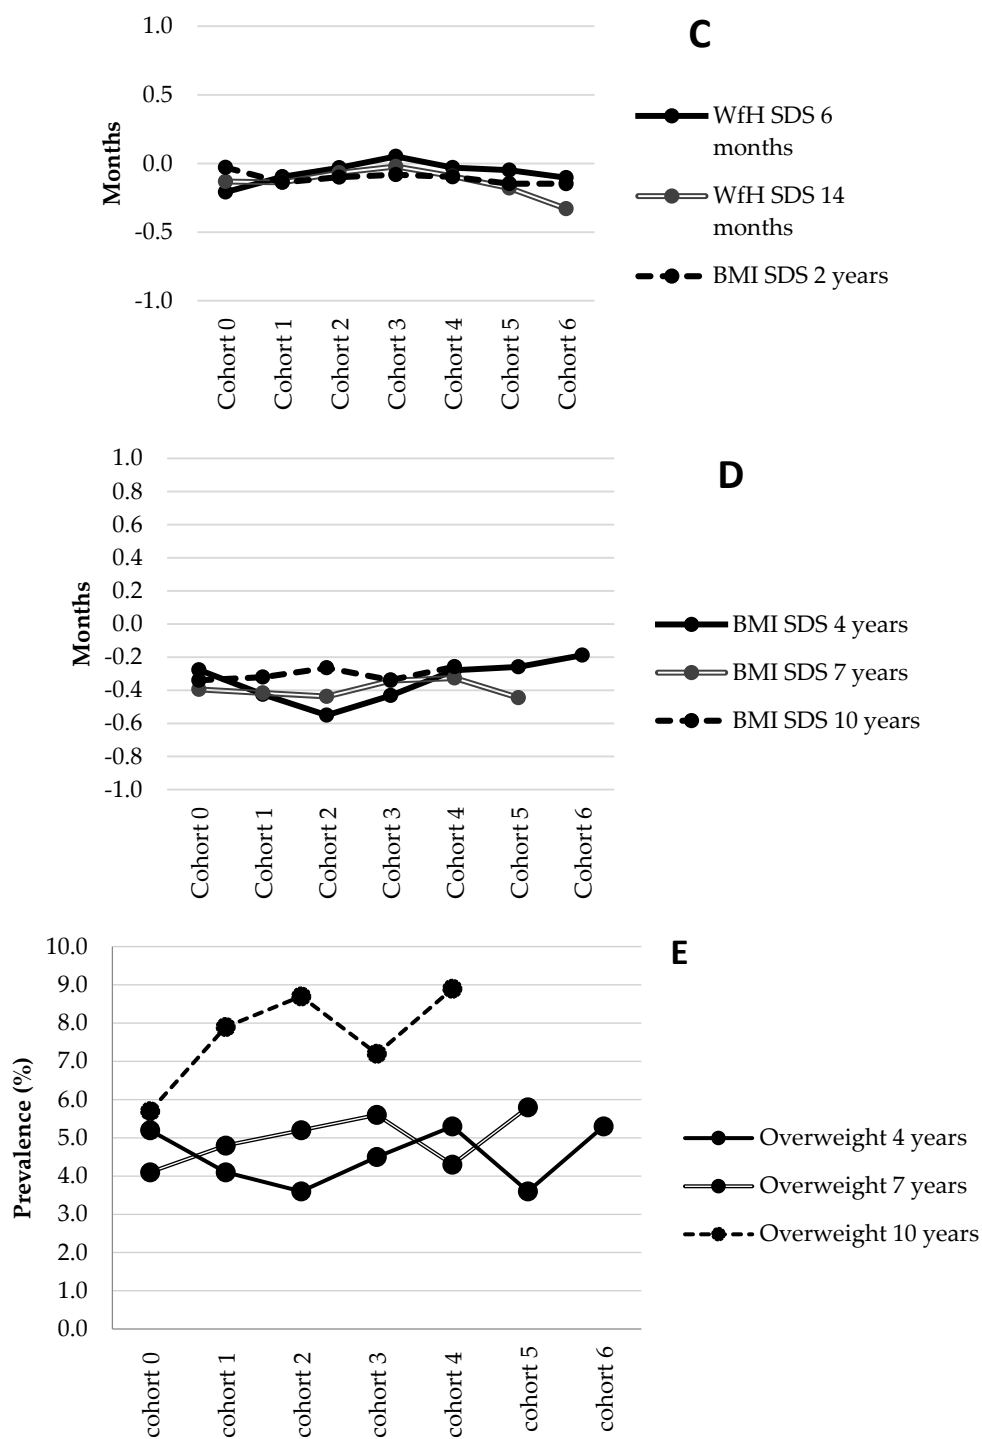 C
1.0
0.5
0.0
-0.5
-1.0
Months
Cohort 0
Cohort 1
Cohort 2
Cohort 3
Cohort 4
Cohort 5
Cohort 6
WfH SDS 6
months
WfH SDS 14
months
BMI SDS 2 years
D
1.0
0.8
0.6
0.4
0.2
0.0
-0.2
-0.4
-0.6
-0.8
-1.0
Months
Cohort 0
Cohort 1
Cohort 2
Cohort 3
Cohort 4
Cohort 5
Cohort 6
BMI SDS 4 years
BMI SDS 7 years
BMI SDS 10 years
E
10.0
9.0
8.0
7.0
6.0
5.0
4.0
3.0
2.0
1.0
0.0
Prevalence (%)
cohort 0
cohort 1
cohort 2
cohort 3
cohort 4
cohort 5
cohort 6
Overweight 4 years
Overweight 7 years
Overweight 10 years